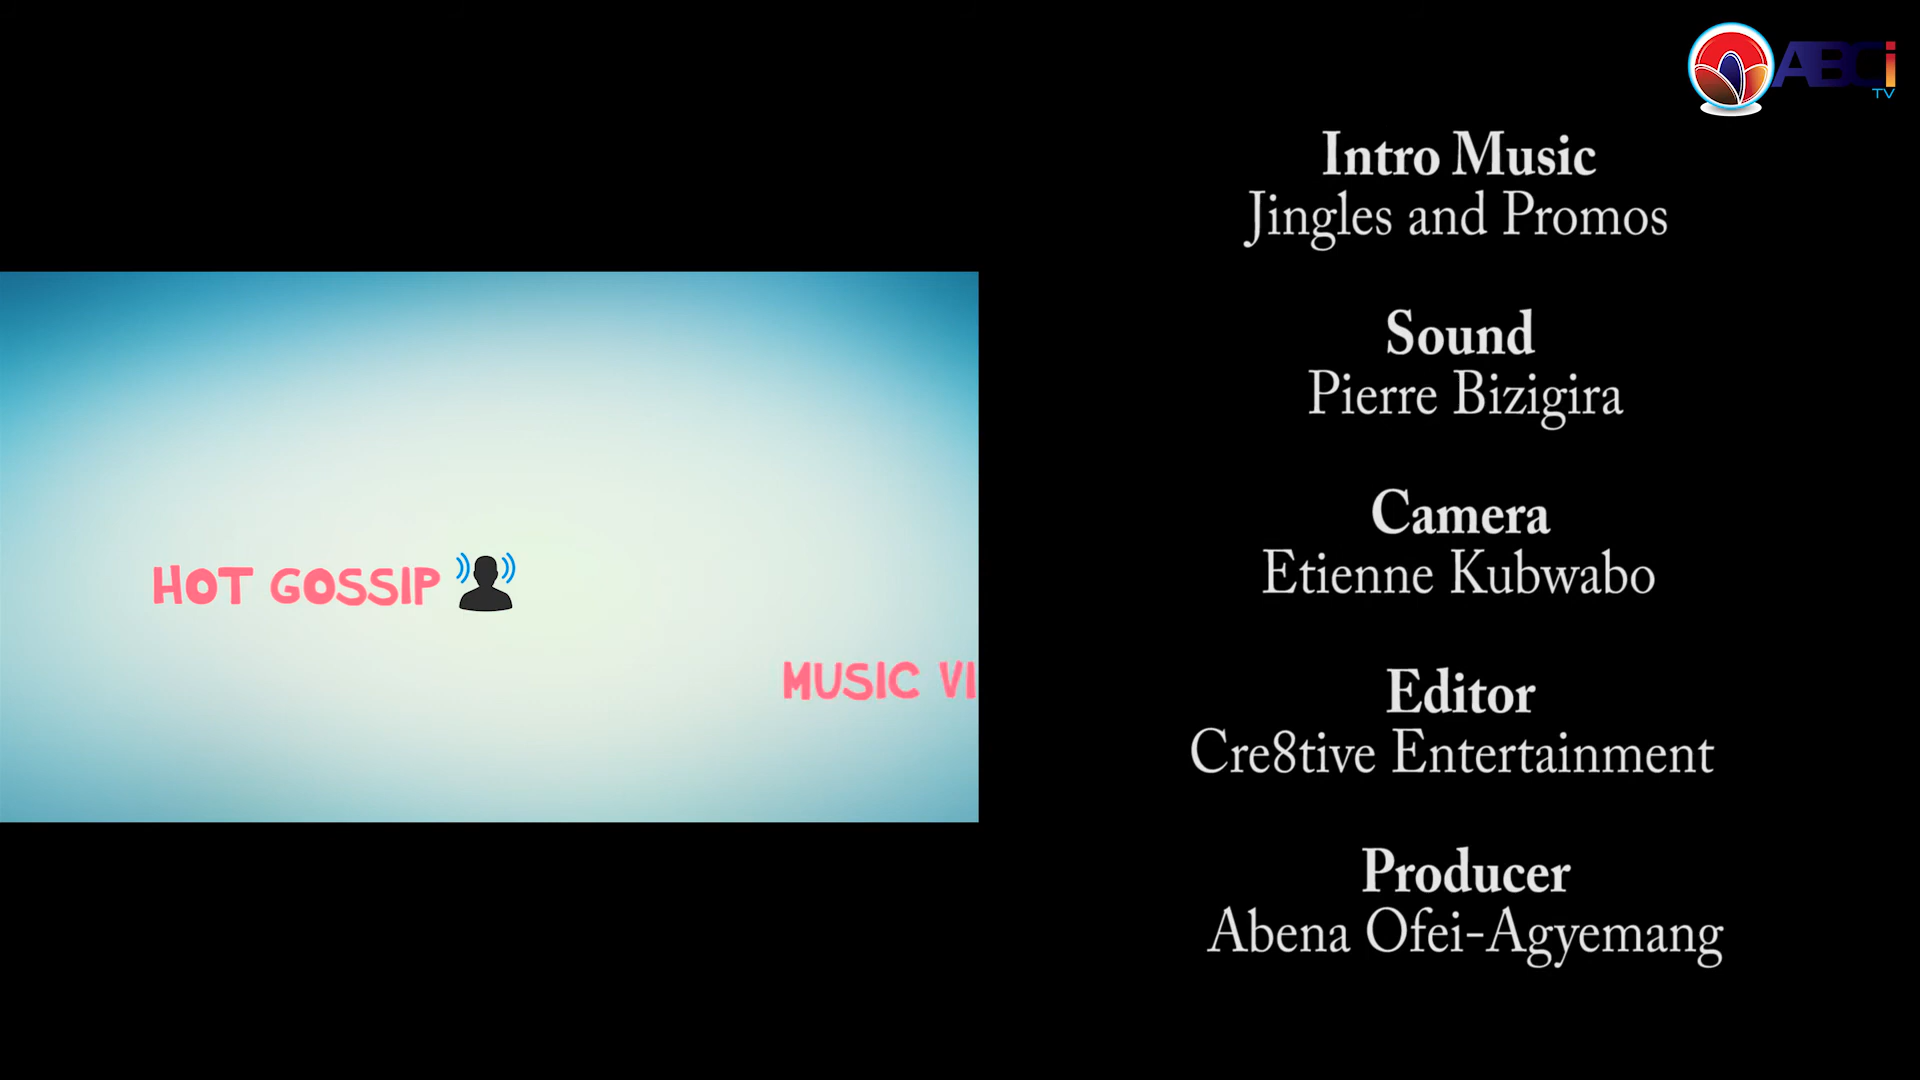 ABCi
TV
Intro Music
Jingles and Promos
Sound
Pierre Bizigira
Camera
Etienne Kubwabo
Editor
Cre8tive Entertainment
Producer
Abena Ofei-Agyemang
HOT GOSSIP
MUSIC VI